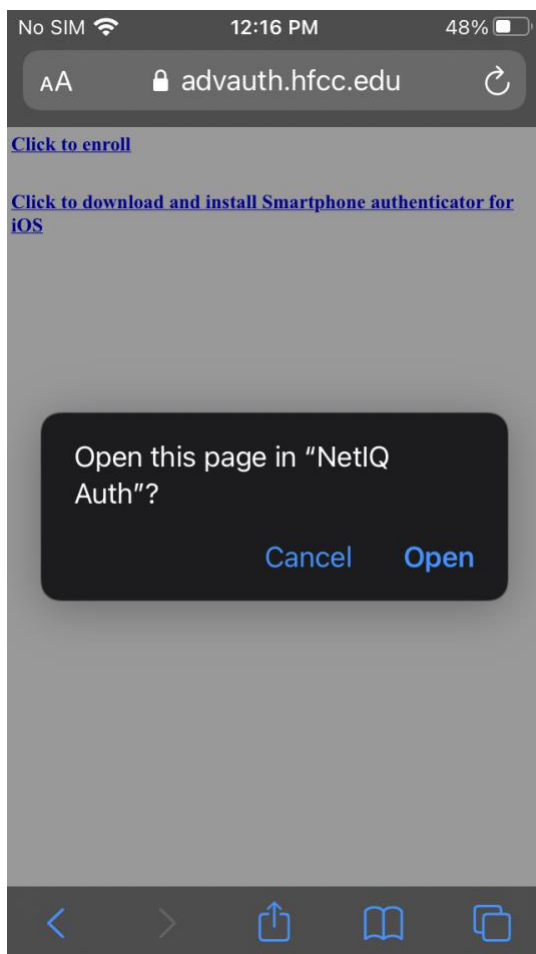 No SIM 12:16 PM 48%
AA advauth.hfcc.edu
Click to enroll
Click to download and install Smartphone authenticator for
iOS
Open this page in “NetIQ
Auth”?
Cancel Open